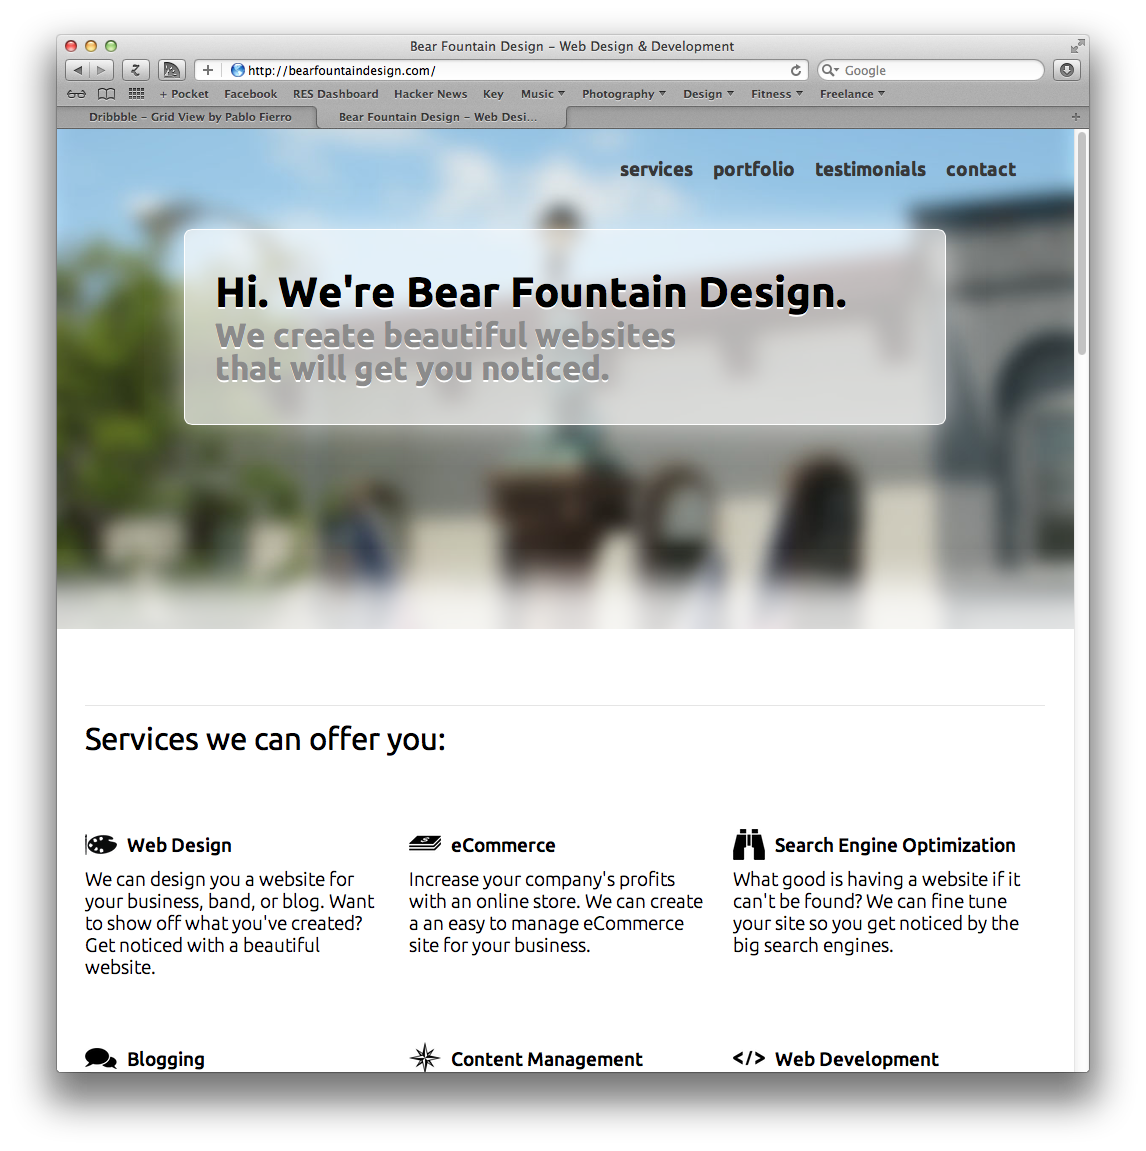 Bear Fountain Design – Web Design & Development
http://bearfountaindesign.com/
Google
+ Pocket Facebook RES Dashboard Hacker News Key Music Photography Design Fitness Freelance
Dribbble – Grid View by Pablo Fierro
Bear Fountain Design – Web Desi...
services portfolio testimonials contact
Hi. We're Bear Fountain Design.
We create beautiful websites
that will get you noticed.
Services we can offer you:
Web Design
We can design you a website for
your business, band, or blog. Want
to show off what you've created?
Get noticed with a beautiful
website.
eCommerce
Increase your company's profits
with an online store. We can create
a an easy to manage eCommerce
site for your business.
Search Engine Optimization
What good is having a website if it
can't be found? We can fine tune
your site so you get noticed by the
big search engines.
Blogging
Content Management
</> Web Development